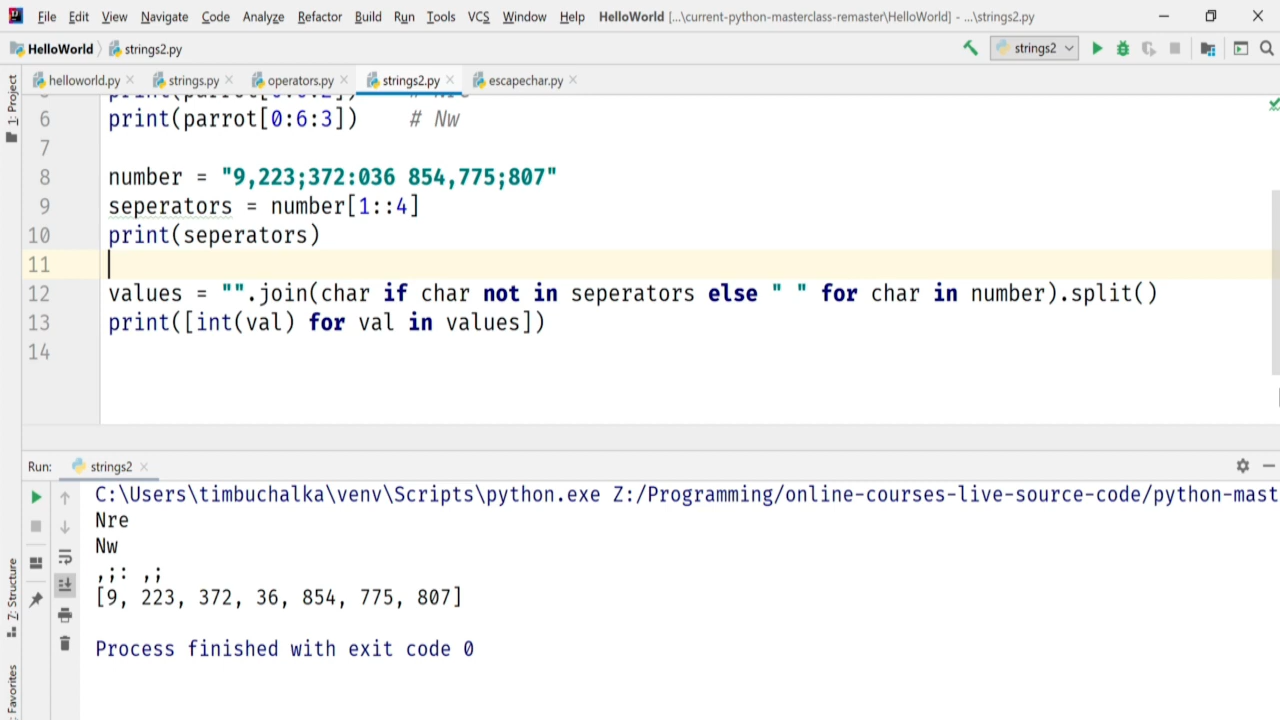 File Edit View Navigate Code Analyze Refactor Build Run Tools VCS Window Help HelloWorld [...\current-python-masterclass-remaster\HelloWorld] - ...\strings2.py
HelloWorld strings2.py strings2
helloworld.py strings.py operators.py strings2.py escapechar.py
1: Project
6 print(parrot[0:6:3]) # Nw
7
8 number = "9,223;372:036 854,775;807"
9 seperators = number[1::4]
10 print(seperators)
11
12 values = "".join(char if char not in seperators else " " for char in number).split()
13 print([int(val) for val in values])
14
Run: strings2
C:\Users\timbuchalka\venv\Scripts\python.exe Z:/Programming/online-courses-live-source-code/python-mast
Nre
Nw
,;: ,;
[9, 223, 372, 36, 854, 775, 807]
Process finished with exit code 0
Z: Structure
Favorites